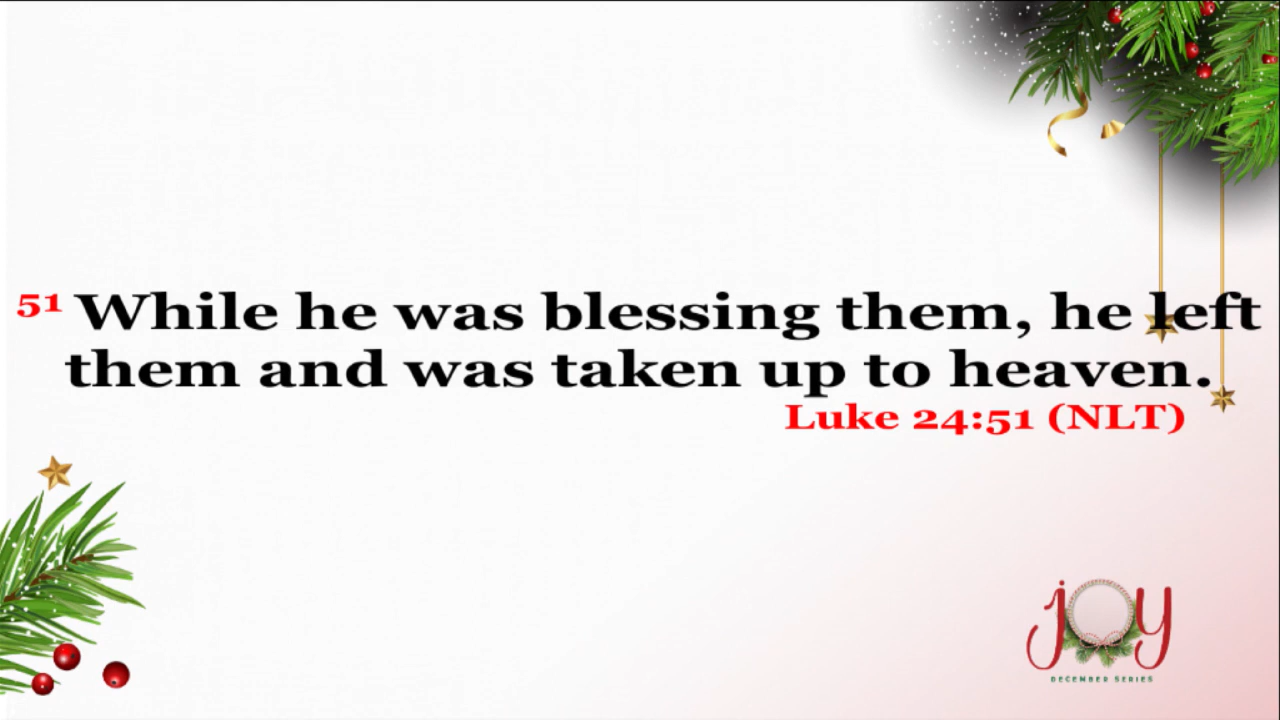 51 While he was blessing them, he left
them and was taken up to heaven.
Luke 24:51 (NLT)
joy
DECEMBER SERIES